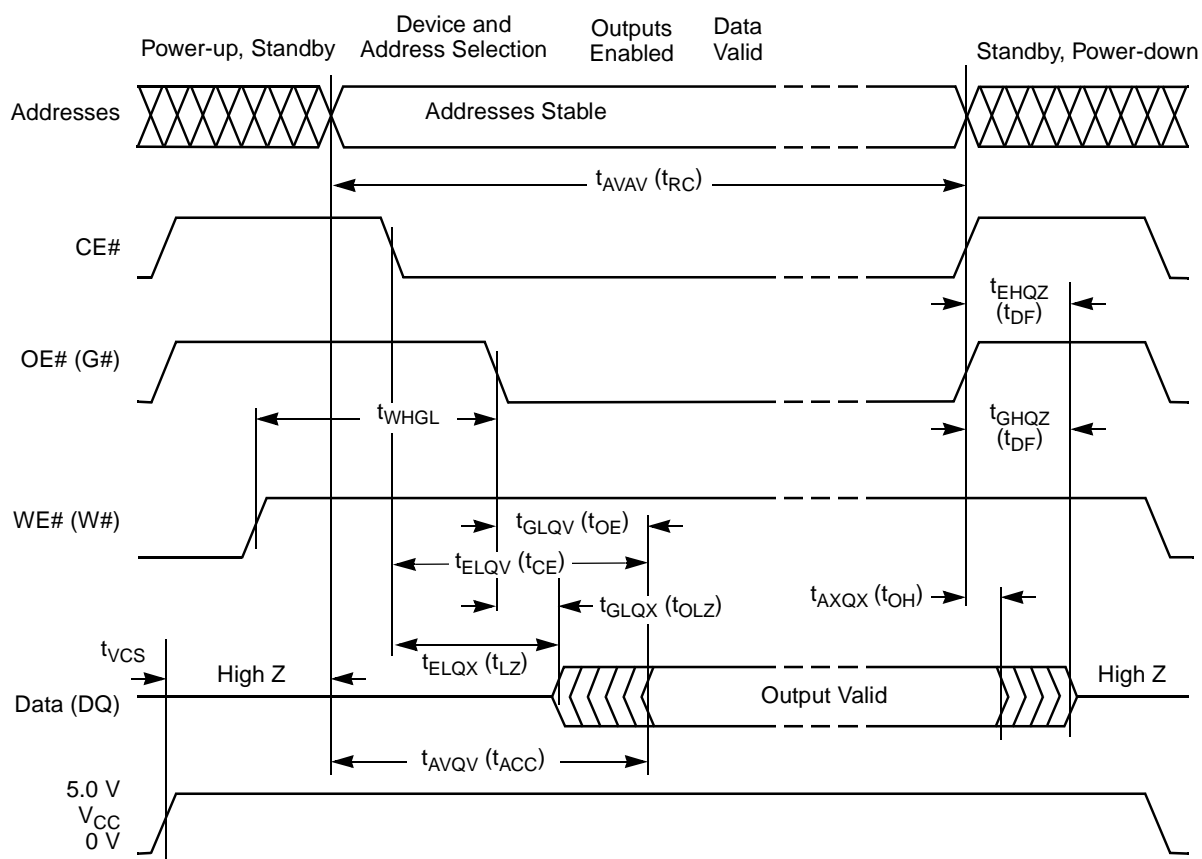 Power-up, Standby
Device and
Address Selection
Outputs
Enabled
Data
Valid
Standby, Power-down
Addresses
Addresses Stable
tAVAV (tRC)
CE#
tEHQZ
(tDF)
OE# (G#)
tWHGL
tGHQZ
(tDF)
WE# (W#)
tGLQV (tOE)
tELQV (tCE)
tGLQX (tOLZ)
tAXQX (tOH)
tVCS
High Z
tELQX (tLZ)
Output Valid
High Z
Data (DQ)
tAVQV (tACC)
5.0 V
VCC
0 V